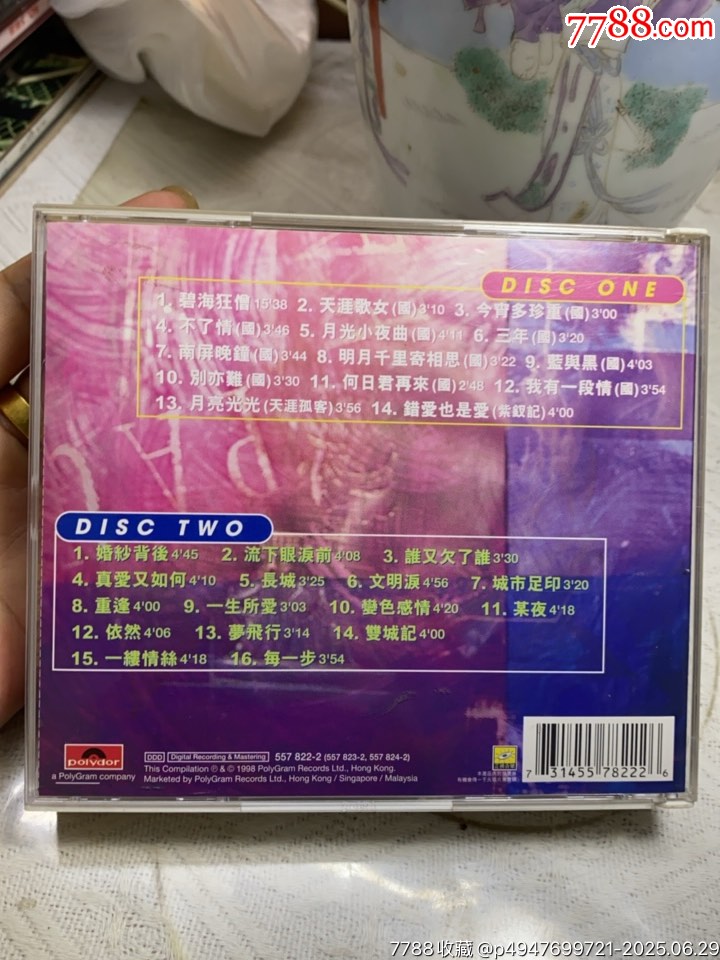 7788.com
DISC ONE
1. 碧海狂僧 15'38 2. 天涯歌女(國) 3'10 3. 今宵多珍重(國) 3'00
4. 不了情(國) 3'46 5. 月光小夜曲(國) 4'11 6. 三年(國) 3'20
7. 南屏晚鐘(國) 3'44 8. 明月千里寄相思(國) 3'22 9. 藍與黑(國) 4'03
10. 別亦難(國) 3'30 11. 何日君再來(國) 2'48 12. 我有一段情(國) 3'54
13. 月亮光光(天涯孤客) 3'56 14. 錯愛也是愛(紫釵記) 4'00
DISC TWO
1. 婚紗背後 4'45 2. 流下眼淚前 4'08 3. 誰又欠了誰 3'30
4. 真愛又如何 4'10 5. 長城 3'25 6. 文明淚 4'56 7. 城市足印 3'20
8. 重逢 4'00 9. 一生所愛 3'03 10. 變色感情 4'20 11. 某夜 4'18
12. 依然 4'06 13. 夢飛行 3'14 14. 雙城記 4'00
15. 一縷情絲 4'18 16. 每一步 3'54
polydor
a PolyGram company
DDD Digital Recording & Mastering 557 822-2 (557 823-2, 557 824-2)
This Compilation ℗ & © 1998 PolyGram Records Ltd., Hong Kong.
Marketed by PolyGram Records Ltd., Hong Kong / Singapore / Malaysia
7 31455 78222 6
7788收藏 @p4947699721-2025.06.29